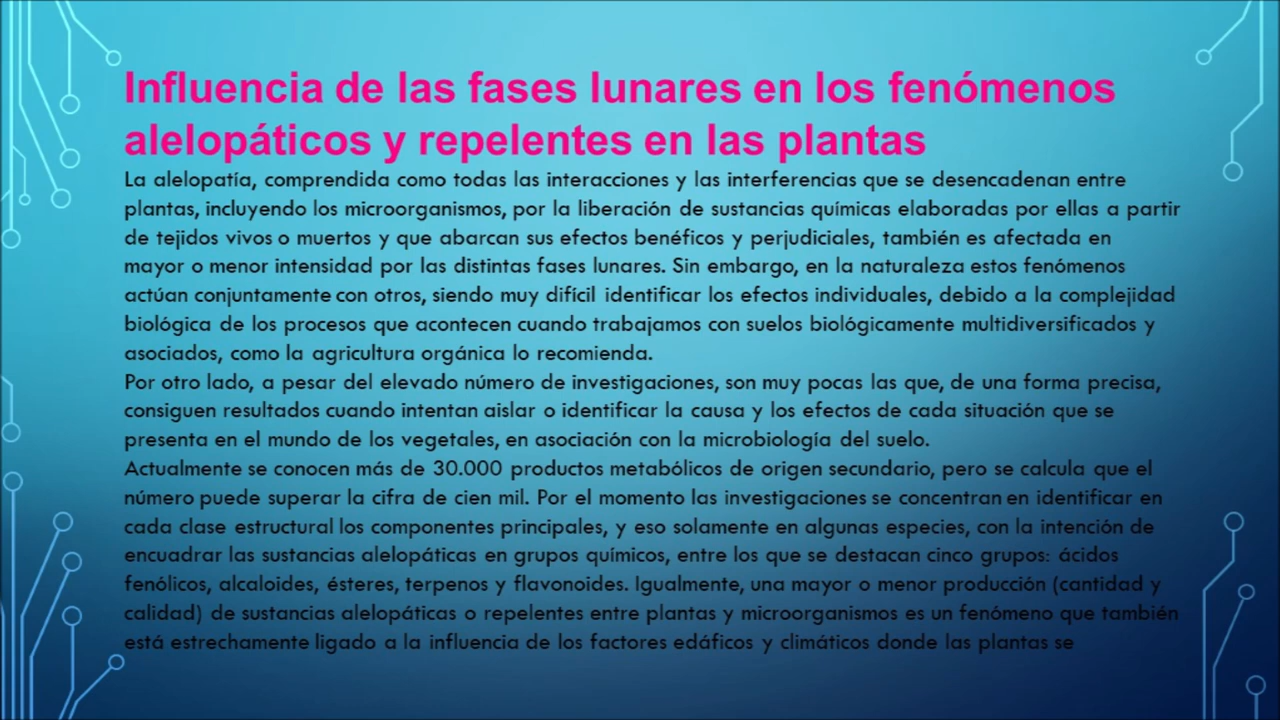 Influencia de las fases lunares en los fenómenos
alelopáticos y repelentes en las plantas
La alelopatía, comprendida como todas las interacciones y las interferencias que se desencadenan entre
plantas, incluyendo los microorganismos, por la liberación de sustancias químicas elaboradas por ellas a partir
de tejidos vivos o muertos y que abarcan sus efectos benéficos y perjudiciales, también es afectada en
mayor o menor intensidad por las distintas fases lunares. Sin embargo, en la naturaleza estos fenómenos
actúan conjuntamente con otros, siendo muy difícil identificar los efectos individuales, debido a la complejidad
biológica de los procesos que acontecen cuando trabajamos con suelos biológicamente multidiversificados y
asociados, como la agricultura orgánica lo recomienda.
Por otro lado, a pesar del elevado número de investigaciones, son muy pocas las que, de una forma precisa,
consiguen resultados cuando intentan aislar o identificar la causa y los efectos de cada situación que se
presenta en el mundo de los vegetales, en asociación con la microbiología del suelo.
Actualmente se conocen más de 30.000 productos metabólicos de origen secundario, pero se calcula que el
número puede superar la cifra de cien mil. Por el momento las investigaciones se concentran en identificar en
cada clase estructural los componentes principales, y eso solamente en algunas especies, con la intención de
encuadrar las sustancias alelopáticas en grupos químicos, entre los que se destacan cinco grupos: ácidos
fenólicos, alcaloides, ésteres, terpenos y flavonoides. Igualmente, una mayor o menor producción (cantidad y
calidad) de sustancias alelopáticas o repelentes entre plantas y microorganismos es un fenómeno que también
está estrechamente ligado a la influencia de los factores edáficos y climáticos donde las plantas se